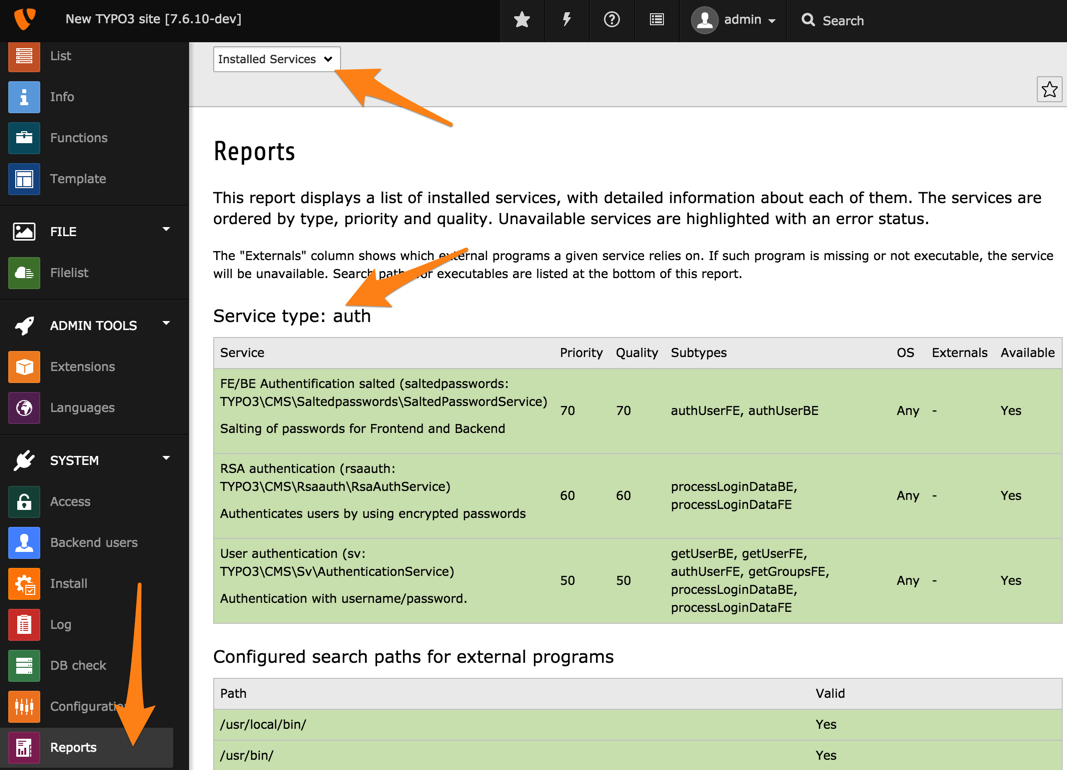 New TYPO3 site [7.6.10-dev]
admin
Search
List
Info
Functions
Template
FILE
Filelist
ADMIN TOOLS
Extensions
Languages
SYSTEM
Access
Backend users
Install
Log
DB check
Reports
Installed Services
Reports
This report displays a list of installed services, with detailed information about each of them. The services are
ordered by type, priority and quality. Unavailable services are highlighted with an error status.
The "Externals" column shows which external programs a given service relies on. If such program is missing or not executable, the service
will be unavailable. Search paths for executables are listed at the bottom of this report.
Service type: auth
Service Priority Quality Subtypes OS Externals Available
FE/BE Authentification salted (saltedpasswords:
TYPO3\CMS\Saltedpasswords\SaltedPasswordService)
Salting of passwords for Frontend and Backend
70 70 authUserFE, authUserBE Any - Yes
RSA authentication (rsaauth:
TYPO3\CMS\Rsaauth\RsaAuthService)
Authenticates users by using encrypted passwords
60 60 processLoginDataBE,
processLoginDataFE
Any - Yes
User authentication (sv:
TYPO3\CMS\Sv\AuthenticationService)
Authentication with username/password.
50 50 getUserBE, getUserFE,
authUserFE, getGroupsFE,
processLoginDataBE,
processLoginDataFE
Any - Yes
Configured search paths for external programs
Path Valid
/usr/local/bin/ Yes
/usr/bin/ Yes